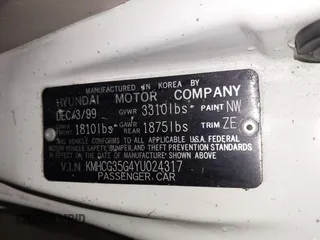 MANUFACTURED IN KOREA BY
HYUNDAI MOTOR COMPANY
DEC/13/99 GVWR 3310lbs PAINT NW
GAWR FRONT 1810lbs GAWR REAR 1875lbs TRIM ZE
THIS VEHICLE CONFORMS TO ALL APPLICABLE U.S.A. FEDERAL
MOTOR VEHICLE SAFETY, BUMPER, AND THEFT PREVENTION
STANDARDS IN EFFECT ON THE DATE OF MANUFACTURE SHOWN ABOVE.
V.I.N KMHCG35G4YU024317
PASSENGER CAR